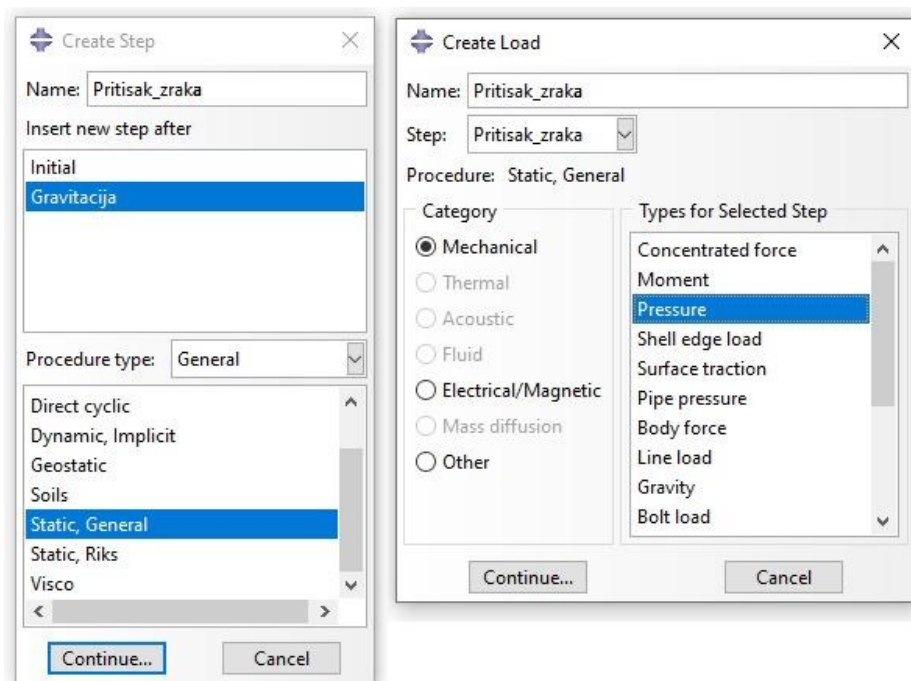 Create Step
Name: Pritisak_zraka
Insert new step after
Initial
Gravitacija
Procedure type: General
Direct cyclic
Dynamic, Implicit
Geostatic
Soils
Static, General
Static, Riks
Visco
Continue...
Cancel
Create Load
Name: Pritisak_zraka
Step: Pritisak_zraka
Procedure: Static, General
Category
Mechanical
Thermal
Acoustic
Fluid
Electrical/Magnetic
Mass diffusion
Other
Types for Selected Step
Concentrated force
Moment
Pressure
Shell edge load
Surface traction
Pipe pressure
Body force
Line load
Gravity
Bolt load
Continue...
Cancel